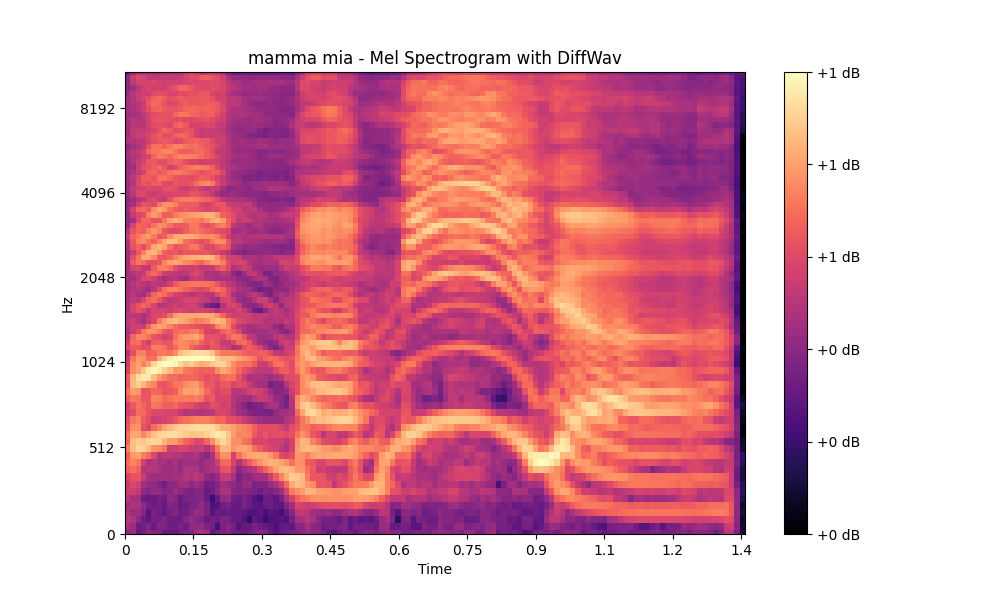 mamma mia - Mel Spectrogram with DiffWav
Hz
8192
4096
2048
1024
512
0
0 0.15 0.3 0.45 0.6 0.75 0.9 1.1 1.2 1.4
Time
+1 dB
+1 dB
+1 dB
+0 dB
+0 dB
+0 dB